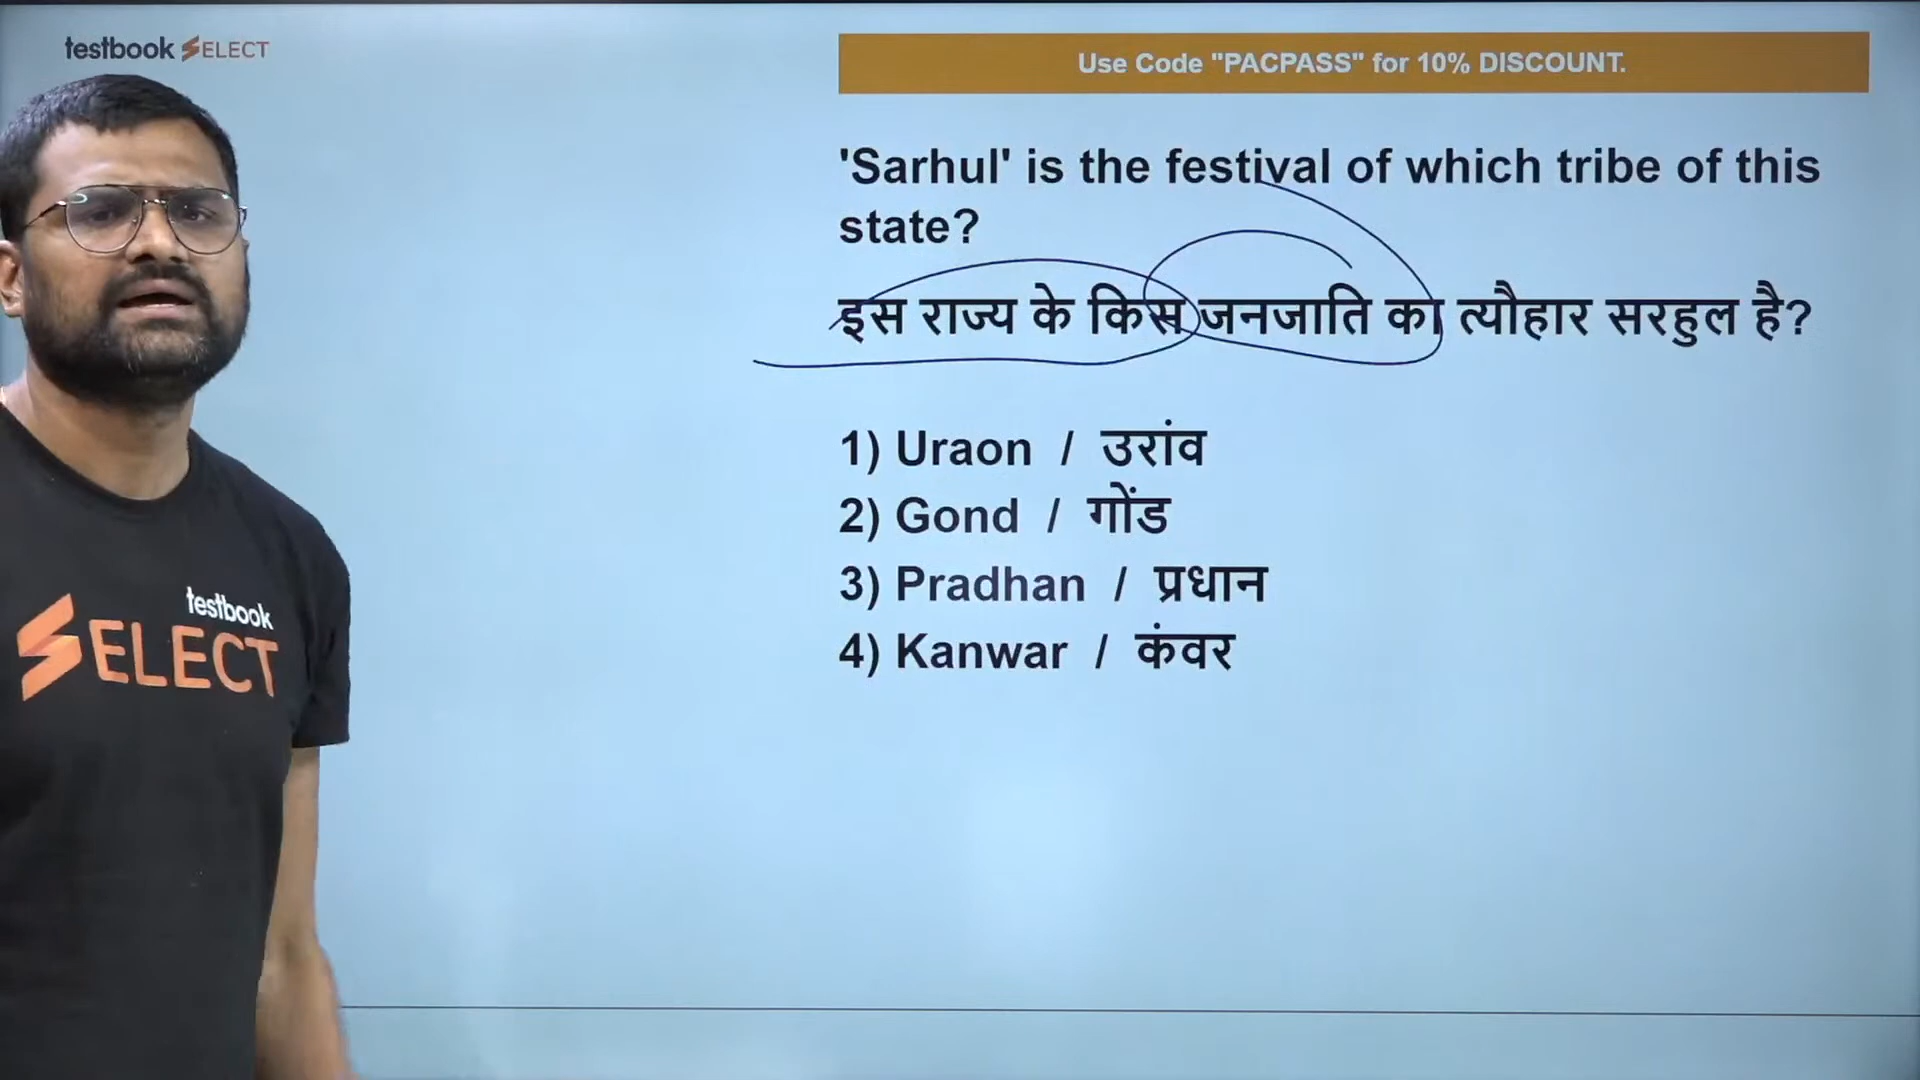 testbook SELECT
Use Code "PACPASS" for 10% DISCOUNT.
'Sarhul' is the festival of which tribe of this
state?
इस राज्य के किस जनजाति का त्यौहार सरहुल है?
1) Uraon / उरांव
2) Gond / गोंड
3) Pradhan / प्रधान
4) Kanwar / कंवर
testbook
SELECT